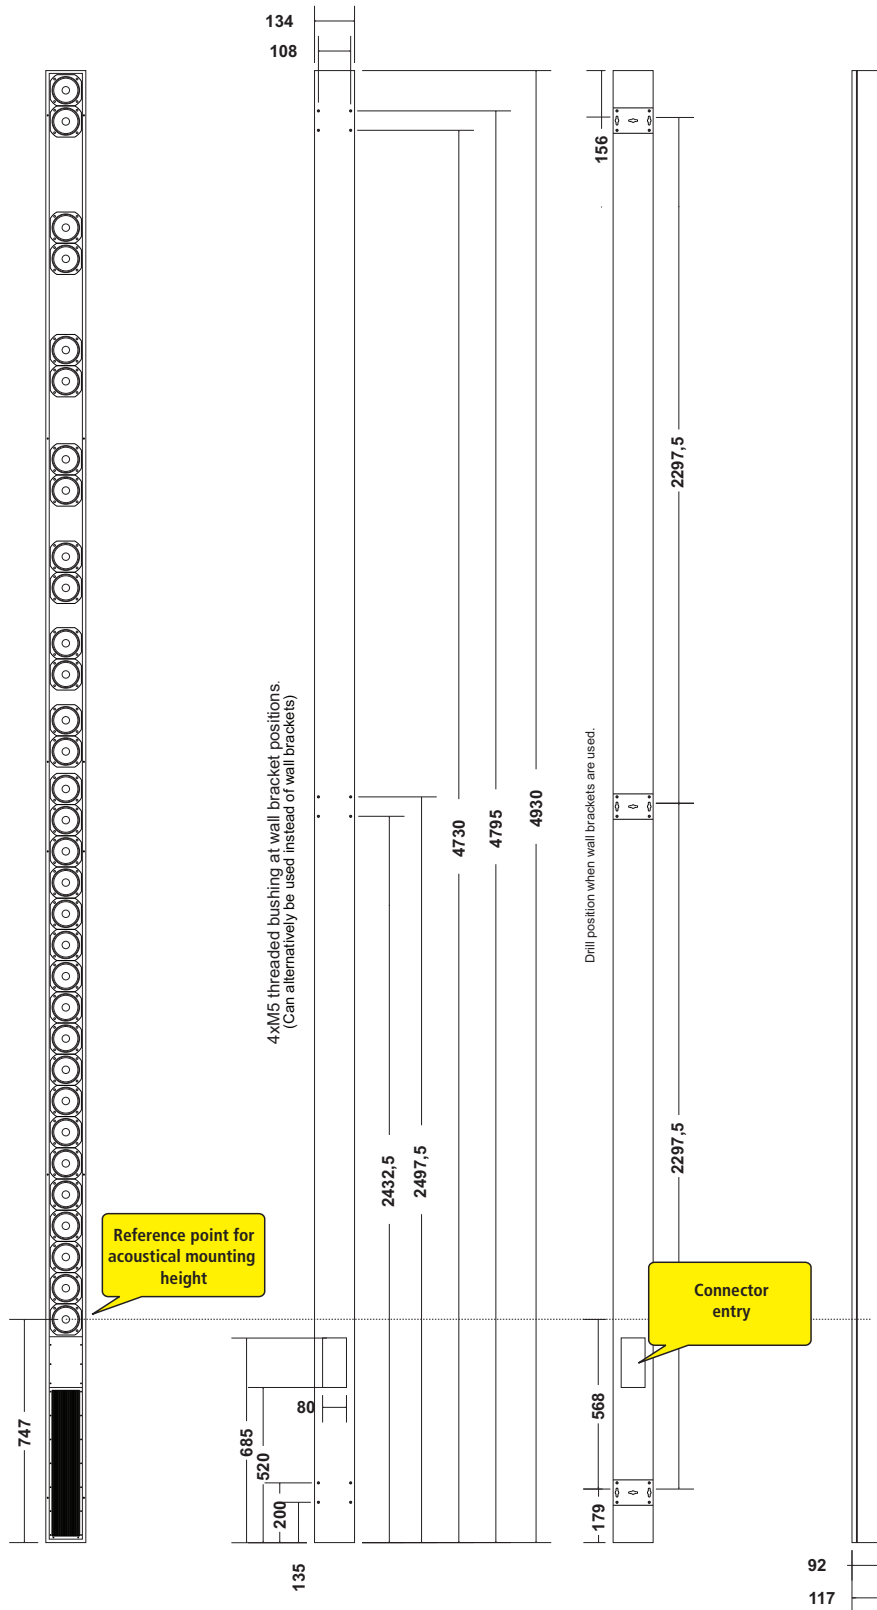 134
108
156
2297,5
4xM5 threaded bushing at wall bracket positions.
(Can alternatively be used instead of wall brackets)
4730
4795
4930
Drill position when wall brackets are used.
2432,5
2497,5
2297,5
Reference point for
acoustical mounting
height
Connector
entry
747
80
685
520
200
135
568
179
92
117